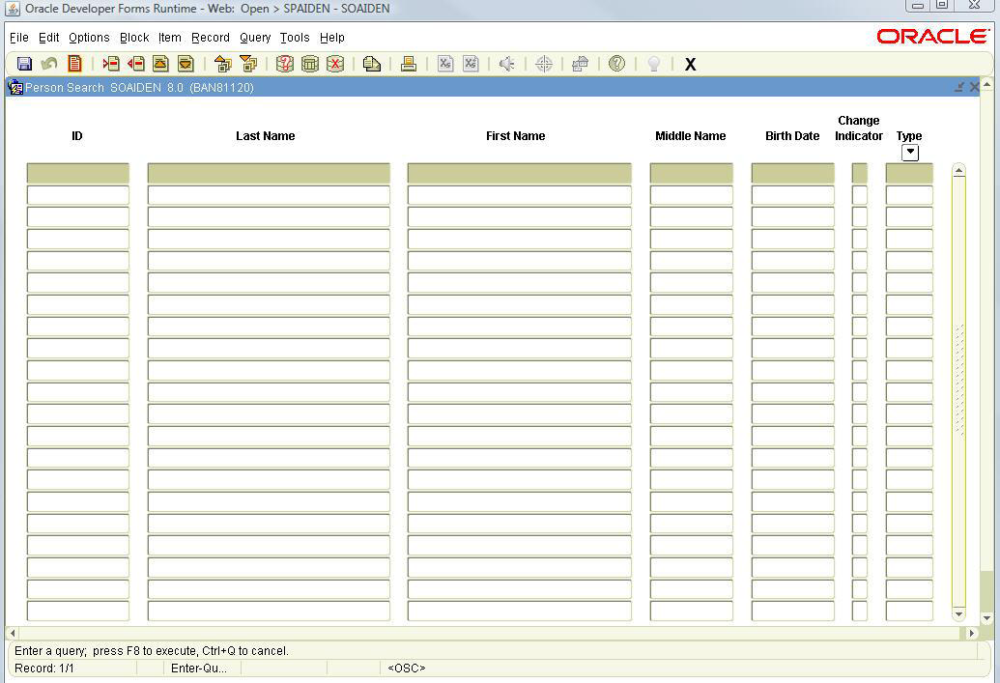 Oracle Developer Forms Runtime - Web: Open > SPAIDEN - SOAIDEN
File Edit Options Block Item Record Query Tools Help
ORACLE
X
Person Search SOAIDEN 8.0 (BAN81120)
ID Last Name First Name Middle Name Birth Date Change Indicator Type
Enter a query; press F8 to execute, Ctrl+Q to cancel.
Record: 1/1 Enter-Qu... <OSC>